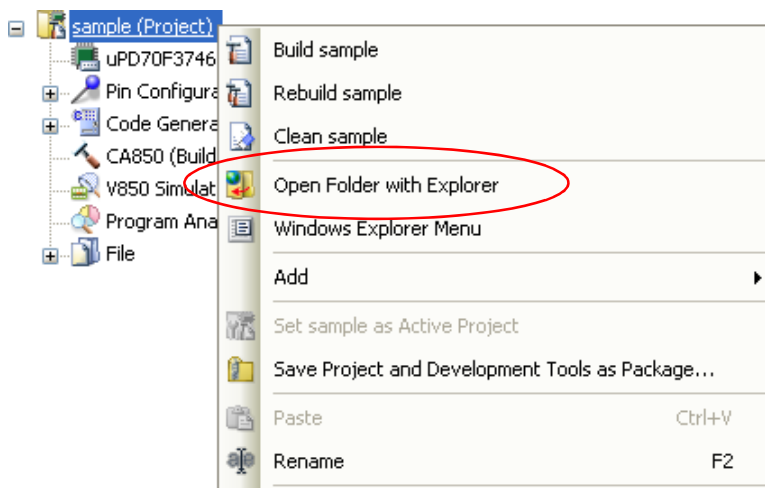 sample (Project)
uPD70F3746
Pin Configura
Code Genera
CA850 (Build
V850 Simulat
Program Ana
File
Build sample
Rebuild sample
Clean sample
Open Folder with Explorer
Windows Explorer Menu
Add
Set sample as Active Project
Save Project and Development Tools as Package...
Paste Ctrl+V
Rename F2